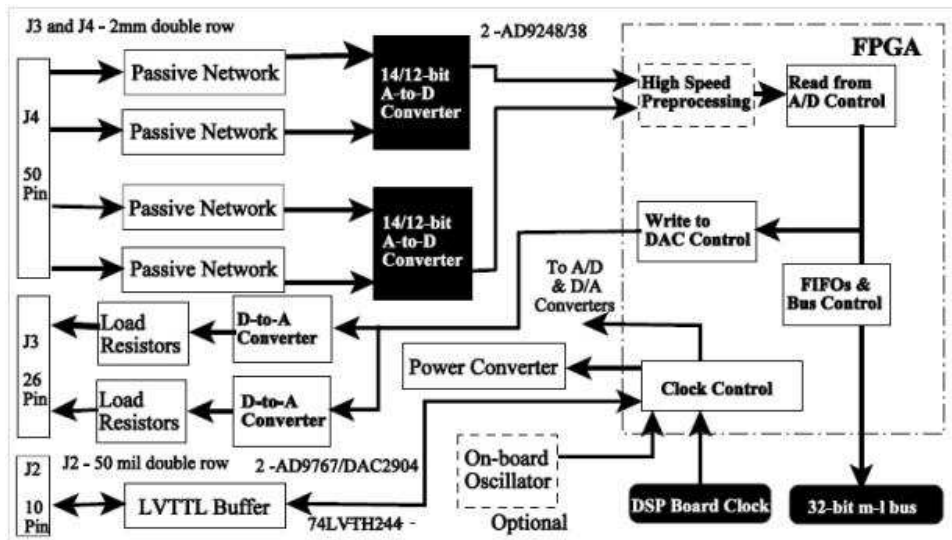 J3 and J4 - 2mm double row
2 -AD9248/38
FPGA
J4
50
Pin
Passive Network
Passive Network
Passive Network
Passive Network
14/12-bit
A-to-D
Converter
14/12-bit
A-to-D
Converter
High Speed
Preprocessing
Read from
A/D Control
Write to
DAC Control
To A/D
& D/A
Converters
FIFOs &
Bus Control
J3
26
Pin
Load
Resistors
D-to-A
Converter
Load
Resistors
D-to-A
Converter
Power Converter
Clock Control
J2 - 50 mil double row
2 -AD9767/DAC2904
J2
10
Pin
LVTTL Buffer
74LVTH244 -
On-board
Oscillator
Optional
DSP Board Clock
32-bit m-l bus